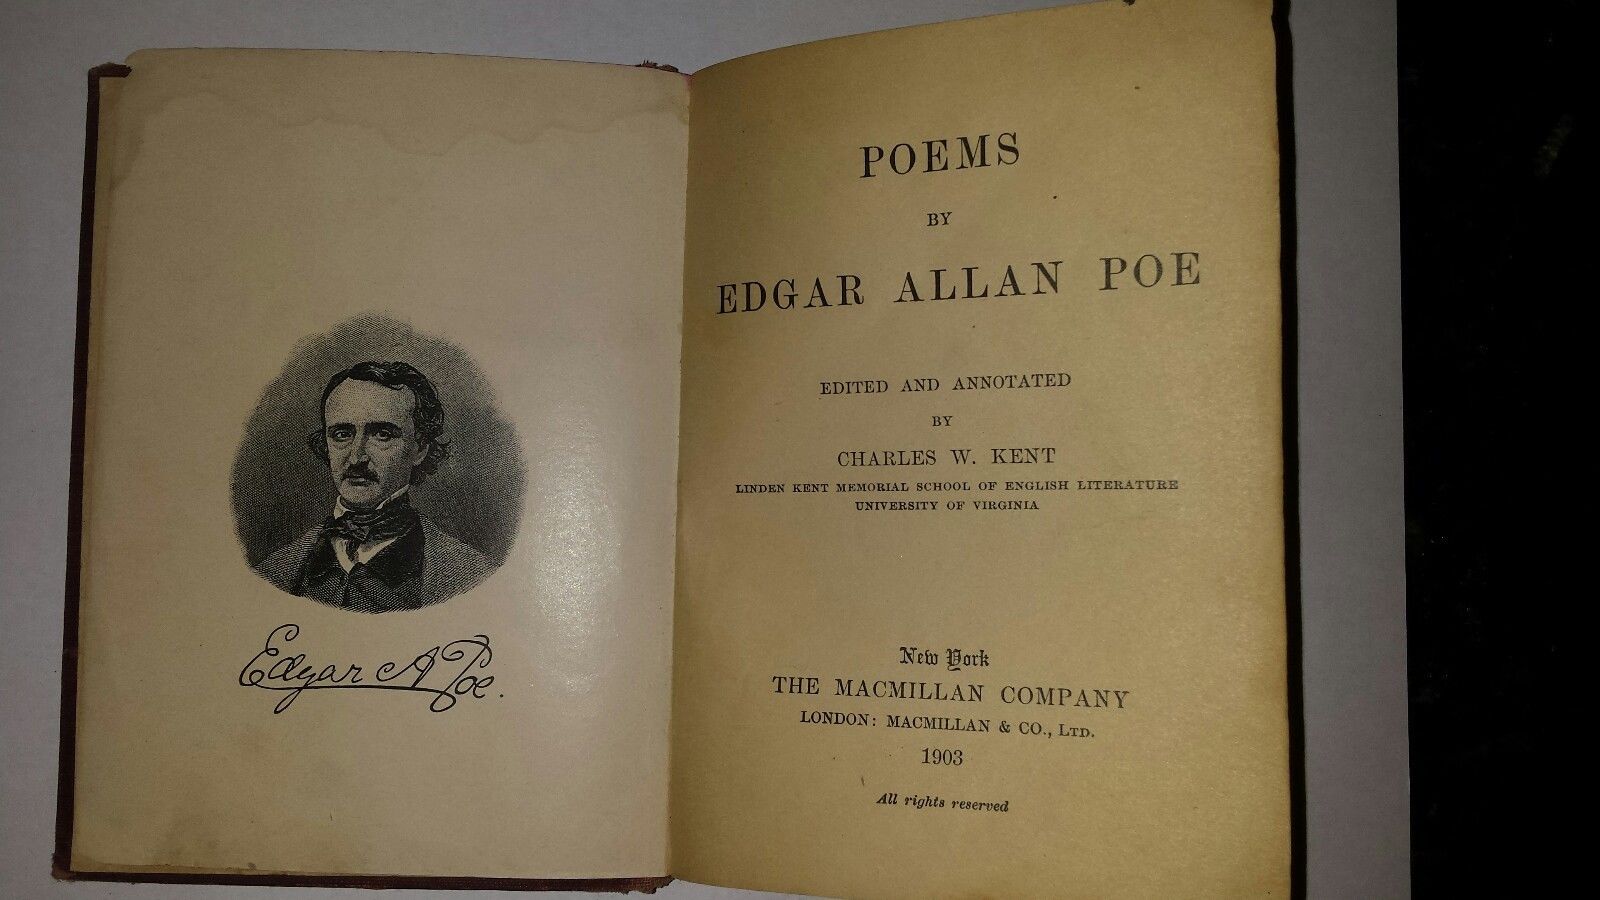 Edgar A Poe.
POEMS
BY
EDGAR ALLAN POE
EDITED AND ANNOTATED
BY
CHARLES W. KENT
LINDEN KENT MEMORIAL SCHOOL OF ENGLISH LITERATURE
UNIVERSITY OF VIRGINIA
New York
THE MACMILLAN COMPANY
LONDON: MACMILLAN & CO., LTD.
1903
All rights reserved